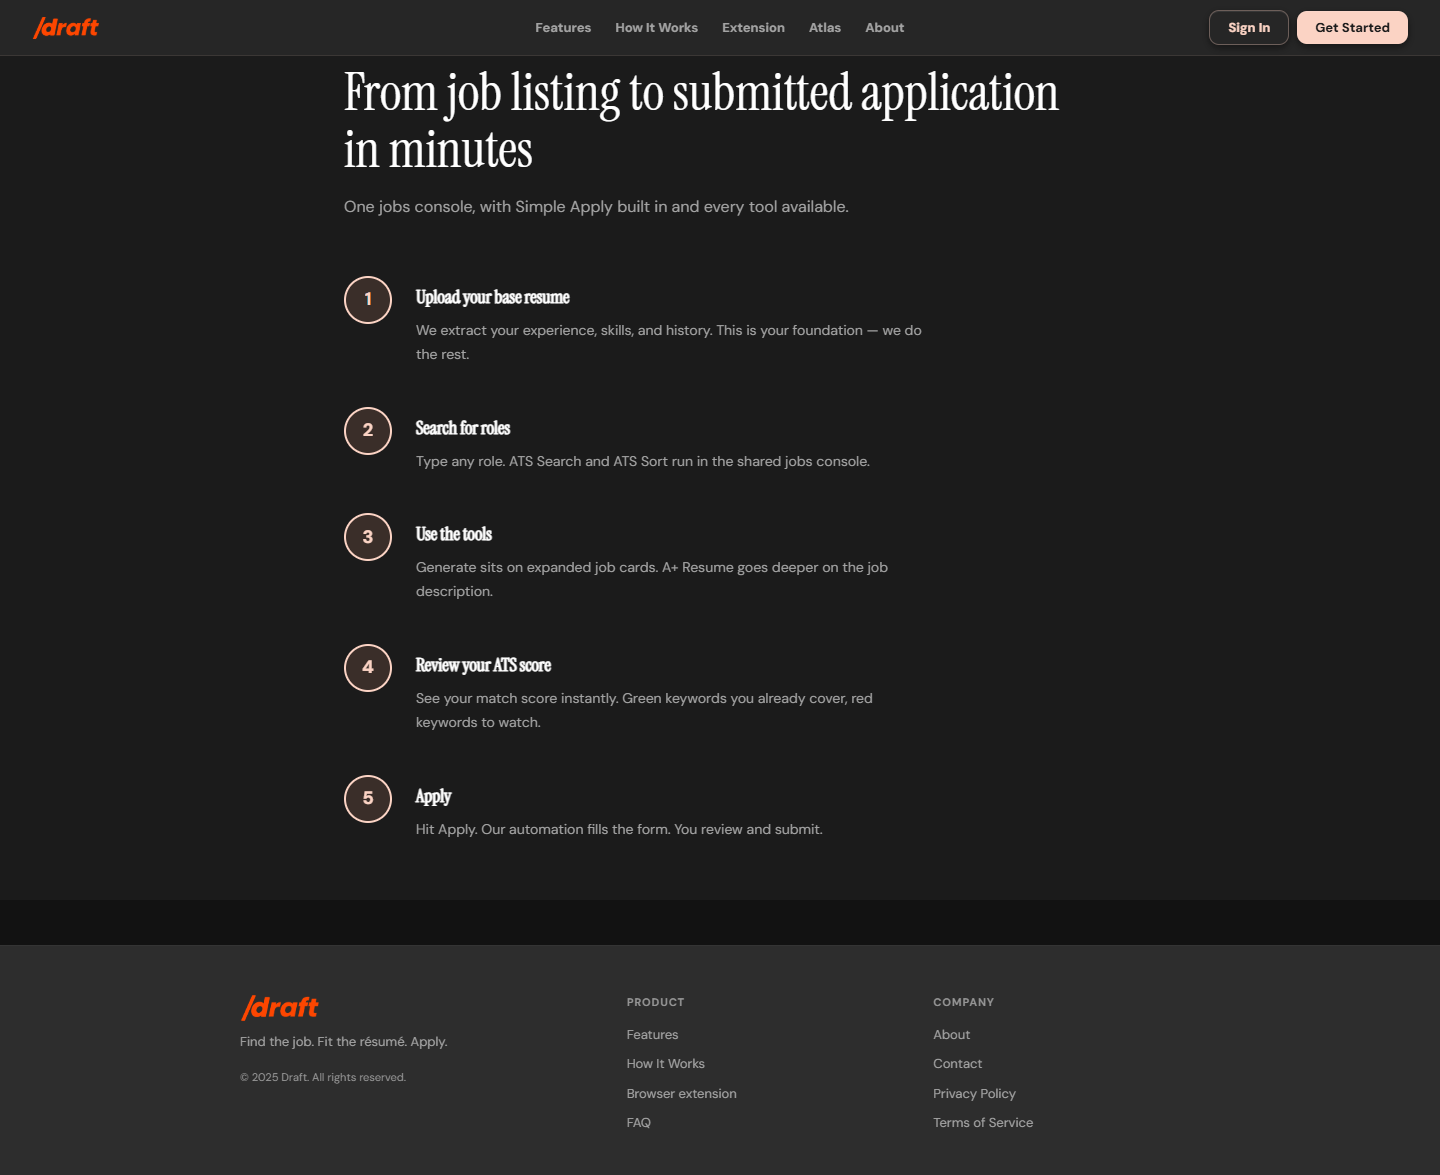 /draft
Features
How It Works
Extension
Atlas
About
Sign In
Get Started
From job listing to submitted application
in minutes
One jobs console, with Simple Apply built in and every tool available.
1
Upload your base resume
We extract your experience, skills, and history. This is your foundation — we do
the rest.
2
Search for roles
Type any role. ATS Search and ATS Sort run in the shared jobs console.
3
Use the tools
Generate sits on expanded job cards. A+ Resume goes deeper on the job
description.
4
Review your ATS score
See your match score instantly. Green keywords you already cover, red
keywords to watch.
5
Apply
Hit Apply. Our automation fills the form. You review and submit.
/draft
Find the job. Fit the résumé. Apply.
© 2025 Draft. All rights reserved.
PRODUCT
Features
How It Works
Browser extension
FAQ
COMPANY
About
Contact
Privacy Policy
Terms of Service